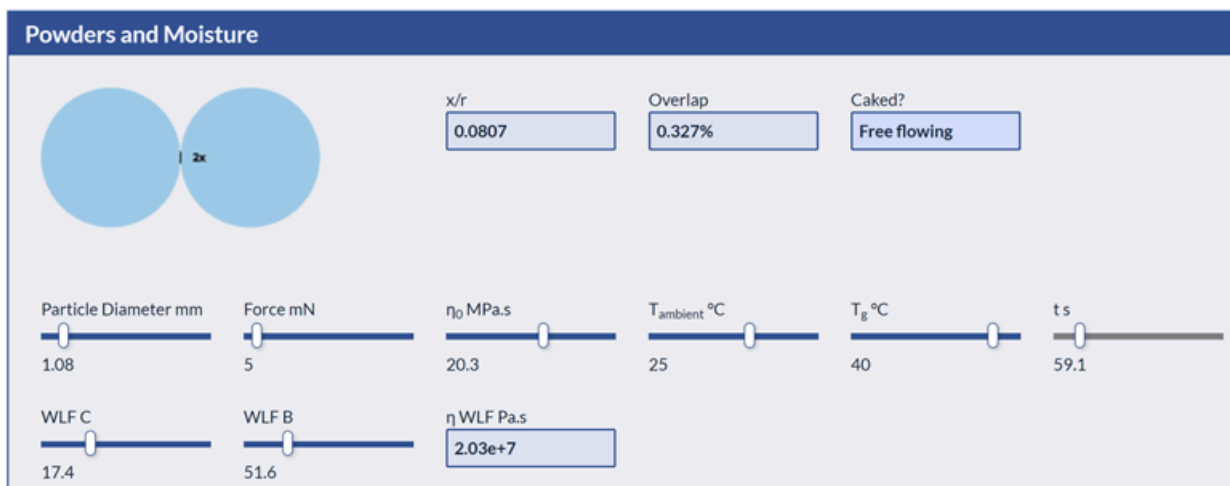 Powders and Moisture
x/r Overlap Caked?
0.0807 0.327% Free flowing
2x
Particle Diameter mm Force mN η₀ MPa.s T_ambient °C T_g °C t s
1.08 5 20.3 25 40 59.1
WLF C WLF B η WLF Pa.s
2.03e+7
17.4 51.6